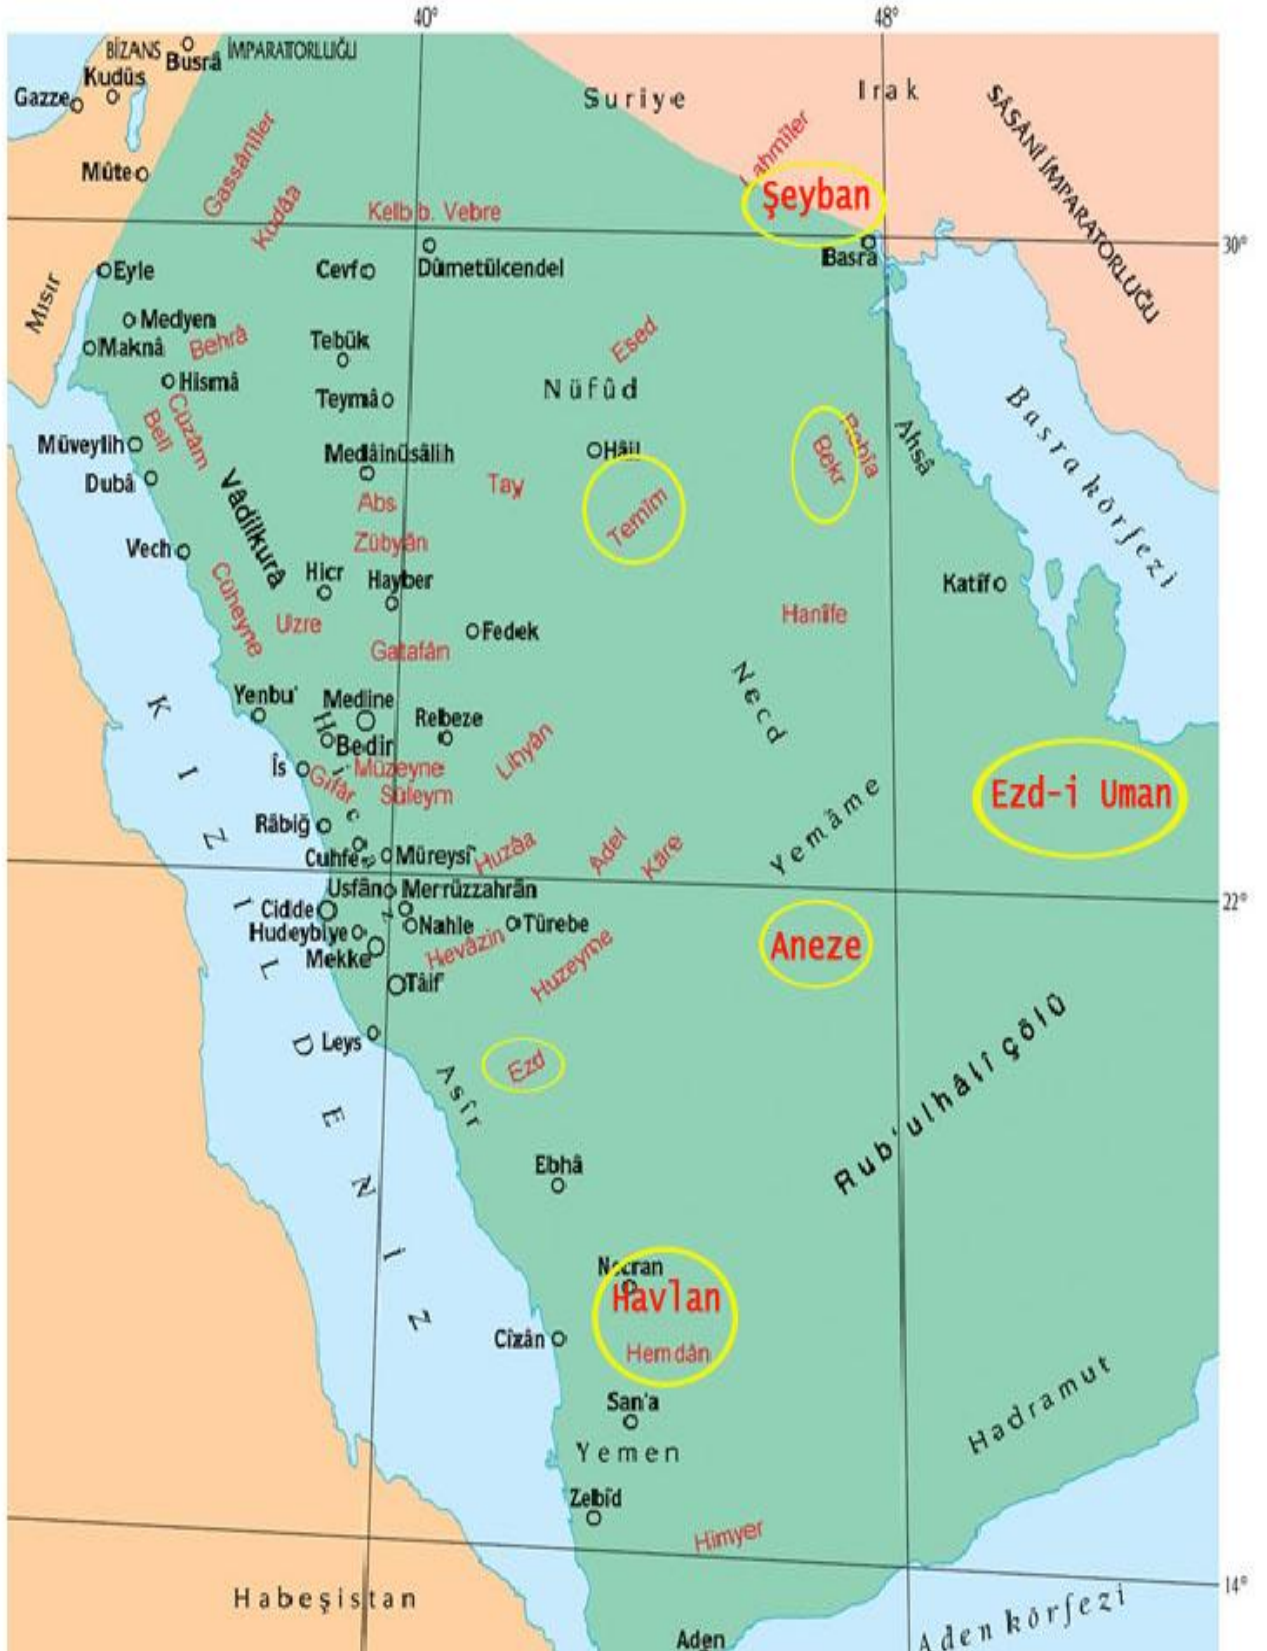 40°
48°
BİZANS
İMPARATORLUĞU
Busrâ
Kudüs
Gazze
Suriye
Irak
SÂSÂNÎ İMPARATORLUĞU
Lahmîler
Gassânîler
Mûte
Kudâa
Kelb b. Vebre
Şeyban
30°
Basra
Eyle
Cevf
Dûmetülcendel
Mısır
Medyen
Maknâ
Behrâ
Tebük
Esed
Hismâ
Teymâ
Nüfûd
Basra körfezi
Cüzâm
Belî
Müveylih
Medâinüsâlih
Hâil
Rebîa
Bekr
Ahsâ
Dubâ
Vâdilkurâ
Abs
Tay
Temîm
Zübyân
Vech
Hicr
Hayber
Katîf
Cüheyne
Uzre
Fedek
Hanîfe
Gatafân
Necd
Yenbu'
Medîne
Rebeze
Hicaz
Bedir
Lihyân
KIZILDENİZ
Îs
Gıfâr
Müzeyne
Süleym
Ezd-i Uman
Râbiğ
Cuhfe
Müreysî'
Huzâa
Adel
Kâre
Yemâme
Usfân
Merrüzzahrân
22°
Cidde
Nahle
Türebe
Hudeybiye
Mekke
Hevâzin
Huzeyme
Aneze
Tâif
Leys
Ezd
Asîr
Rub'ulhâlî çölü
Ebhâ
Necran
Havlan
Cîzân
Hemdân
Hadramut
San'a
Yemen
Zebîd
Himyer
14°
Habeşistan
Aden
Aden körfezi